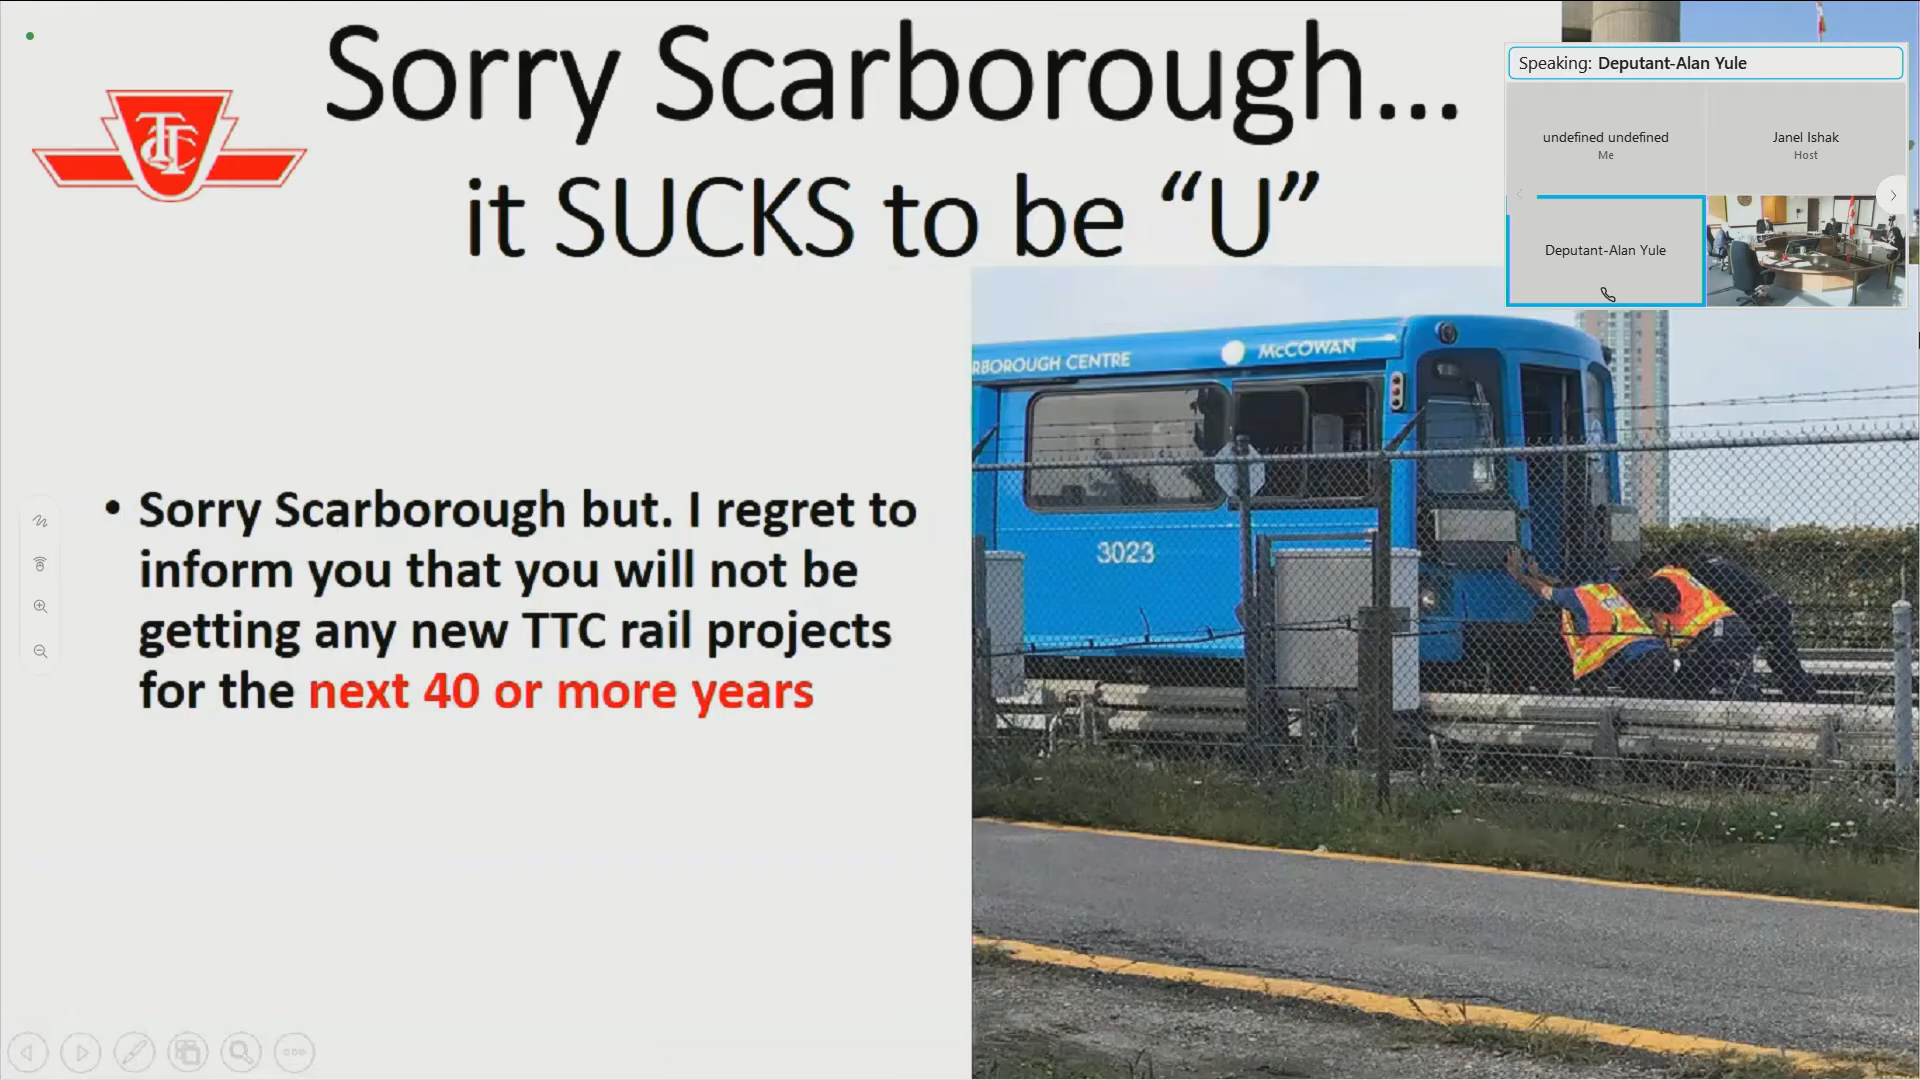 Sorry Scarborough...
it SUCKS to be “U”
TTC
Speaking: Deputant-Alan Yule
undefined undefined
Me
Janel Ishak
Host
Deputant-Alan Yule
• Sorry Scarborough but. I regret to
inform you that you will not be
getting any new TTC rail projects
for the next 40 or more years
RBOROUGH CENTRE
McCOWAN
3023